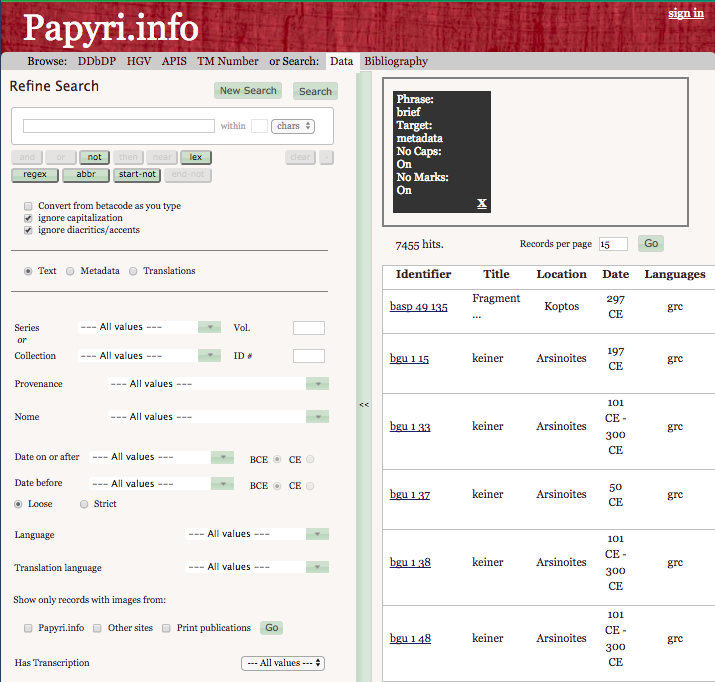 Papyri.info
sign in
Browse: DDbDP HGV APIS TM Number or Search: Data Bibliography
Refine Search
New Search
Search
within
chars
and or not then near lex clear -
regex abbr start-not end-not
Convert from betacode as you type
ignore capitalization
ignore diacritics/accents
Text Metadata Translations
Series --- All values --- Vol.
or
Collection --- All values --- ID #
Provenance --- All values ---
Nome --- All values ---
Date on or after --- All values --- BCE CE
Date before --- All values --- BCE CE
Loose Strict
Language --- All values ---
Translation language --- All values ---
Show only records with images from:
Papyri.info Other sites Print publications Go
Has Transcription --- All values ---
<<
Phrase:
brief
Target:
metadata
No Caps:
On
No Marks:
On
X
7455 hits. Records per page 15 Go
Identifier Title Location Date Languages
basp 49 135 Fragment ... Koptos 297 CE grc
bgu 1 15 keiner Arsinoites 197 CE grc
bgu 1 33 keiner Arsinoites 101 CE - 300 CE grc
bgu 1 37 keiner Arsinoites 50 CE grc
bgu 1 38 keiner Arsinoites 101 CE - 300 CE grc
bgu 1 48 keiner Arsinoites 101 CE - 300 CE grc